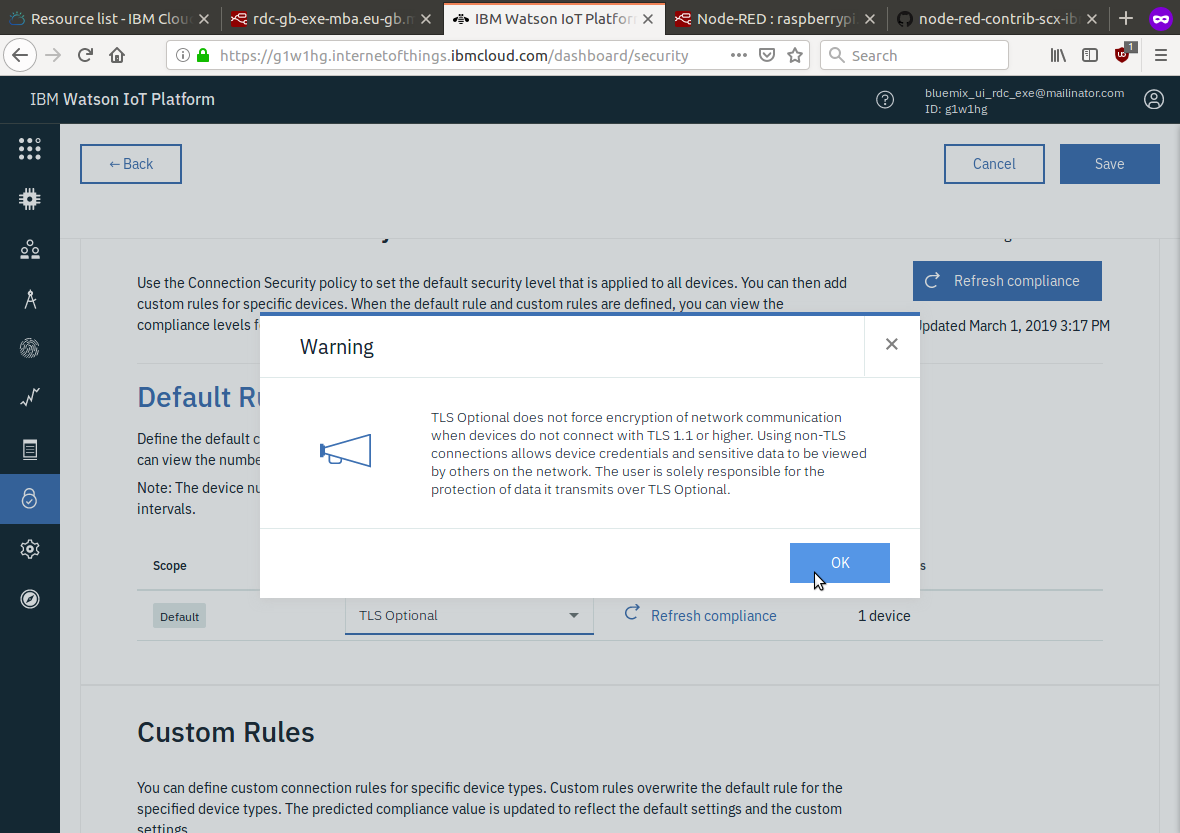 Resource list - IBM Clou
rdc-gb-exe-mba.eu-gb.m
IBM Watson IoT Platfor
Node-RED : raspberrypi
node-red-contrib-scx-ib
https://g1w1hg.internetofthings.ibmcloud.com/dashboard/security
Search
1
IBM Watson IoT Platform
bluemix_ui_rdc_exe@mailinator.com
ID: g1w1hg
← Back
Cancel
Save
Use the Connection Security policy to set the default security level that is applied to all devices. You can then add
custom rules for specific devices. When the default rule and custom rules are defined, you can view the
compliance levels f
Refresh compliance
pdated March 1, 2019 3:17 PM
Warning
TLS Optional does not force encryption of network communication
when devices do not connect with TLS 1.1 or higher. Using non-TLS
connections allows device credentials and sensitive data to be viewed
by others on the network. The user is solely responsible for the
protection of data it transmits over TLS Optional.
OK
Default Ru
Define the default c
can view the numbe
Note: The device nu
intervals.
Scope
s
Default
TLS Optional
Refresh compliance
1 device
Custom Rules
You can define custom connection rules for specific device types. Custom rules overwrite the default rule for the
specified device types. The predicted compliance value is updated to reflect the default settings and the custom
settings.